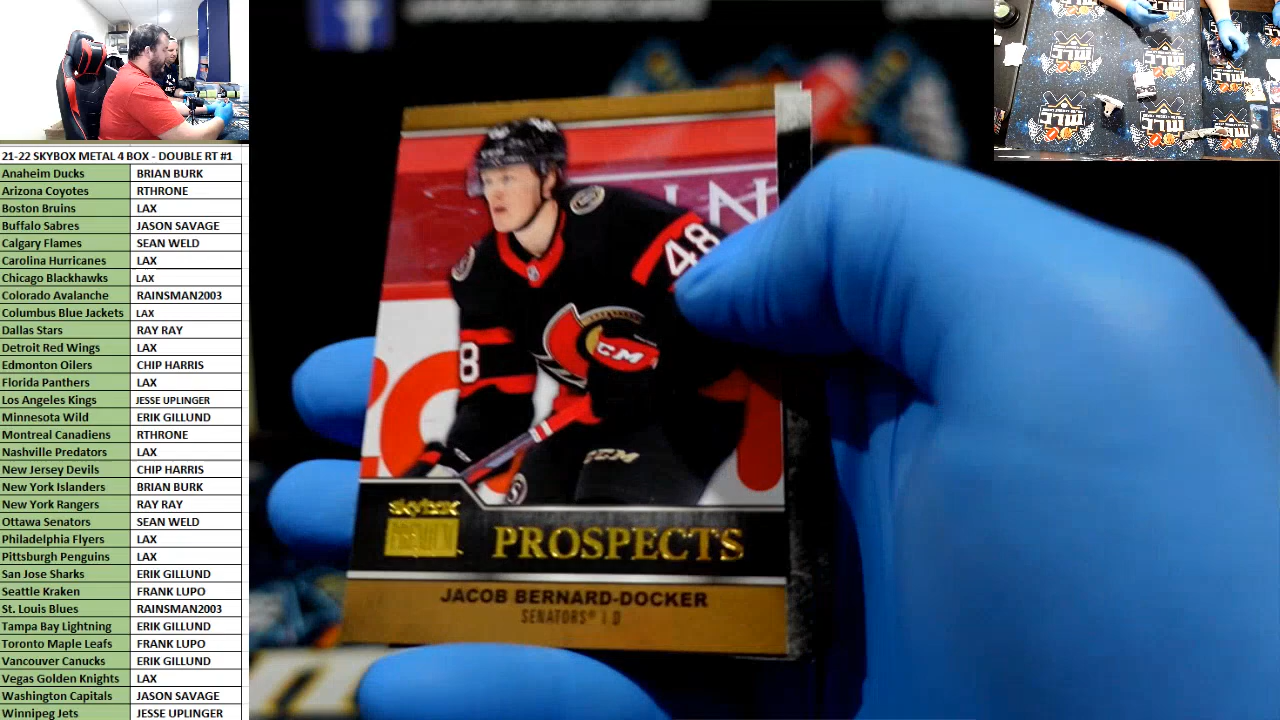 21-22 SKYBOX METAL 4 BOX - DOUBLE RT #1
Anaheim Ducks BRIAN BURK
Arizona Coyotes RTHRONE
Boston Bruins LAX
Buffalo Sabres JASON SAVAGE
Calgary Flames SEAN WELD
Carolina Hurricanes LAX
Chicago Blackhawks LAX
Colorado Avalanche RAINSMAN2003
Columbus Blue Jackets LAX
Dallas Stars RAY RAY
Detroit Red Wings LAX
Edmonton Oilers CHIP HARRIS
Florida Panthers LAX
Los Angeles Kings JESSE UPLINGER
Minnesota Wild ERIK GILLUND
Montreal Canadiens RTHRONE
Nashville Predators LAX
New Jersey Devils CHIP HARRIS
New York Islanders BRIAN BURK
New York Rangers RAY RAY
Ottawa Senators SEAN WELD
Philadelphia Flyers LAX
Pittsburgh Penguins LAX
San Jose Sharks ERIK GILLUND
Seattle Kraken FRANK LUPO
St. Louis Blues RAINSMAN2003
Tampa Bay Lightning ERIK GILLUND
Toronto Maple Leafs FRANK LUPO
Vancouver Canucks ERIK GILLUND
Vegas Golden Knights LAX
Washington Capitals JASON SAVAGE
Winnipeg Jets JESSE UPLINGER
48
8
CCM
CCM
skybox
PREMIUM
PROSPECTS
JACOB BERNARD-DOCKER
SENATORS® | D